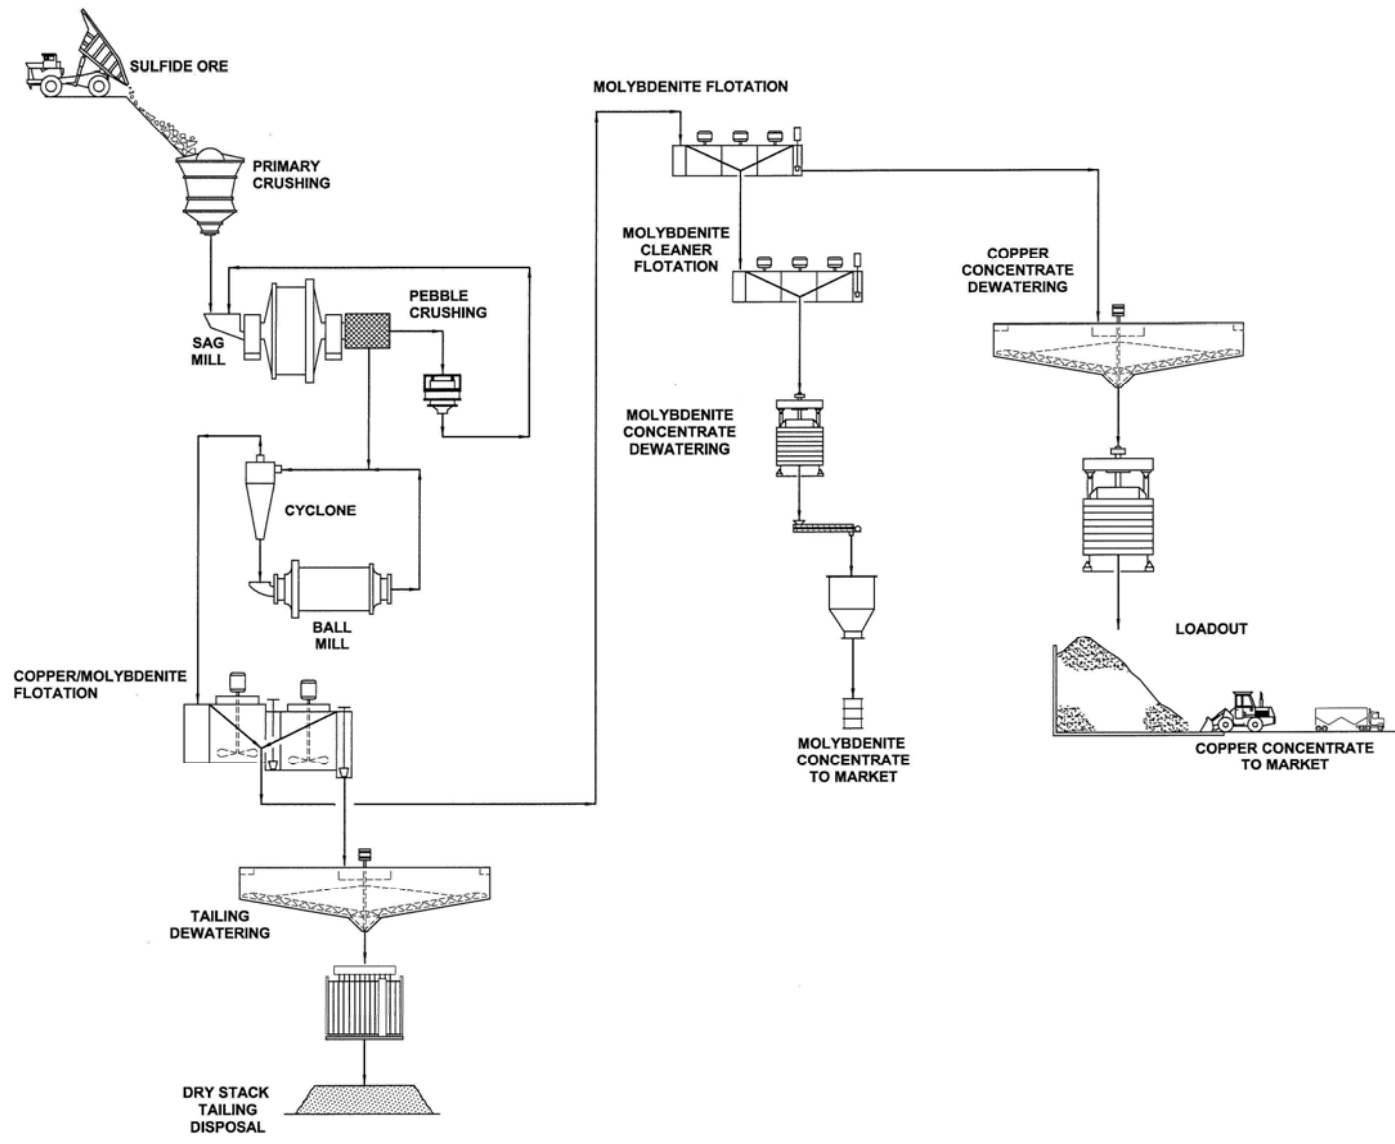 SULFIDE ORE
PRIMARY
CRUSHING
SAG
MILL
PEBBLE
CRUSHING
CYCLONE
BALL
MILL
COPPER/MOLYBDENITE
FLOTATION
TAILING
DEWATERING
DRY STACK
TAILING
DISPOSAL
MOLYBDENITE FLOTATION
MOLYBDENITE
CLEANER
FLOTATION
MOLYBDENITE
CONCENTRATE
DEWATERING
MOLYBDENITE
CONCENTRATE
TO MARKET
COPPER
CONCENTRATE
DEWATERING
LOADOUT
COPPER CONCENTRATE
TO MARKET